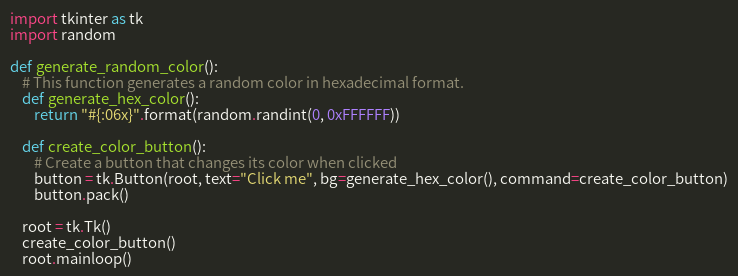 import tkinter as tk
import random

def generate_random_color():
    # This function generates a random color in hexadecimal format.
    def generate_hex_color():
        return "#{:06x}".format(random.randint(0, 0xFFFFFF))

    def create_color_button():
        # Create a button that changes its color when clicked
        button = tk.Button(root, text="Click me", bg=generate_hex_color(), command=create_color_button)
        button.pack()

    root = tk.Tk()
    create_color_button()
    root.mainloop()